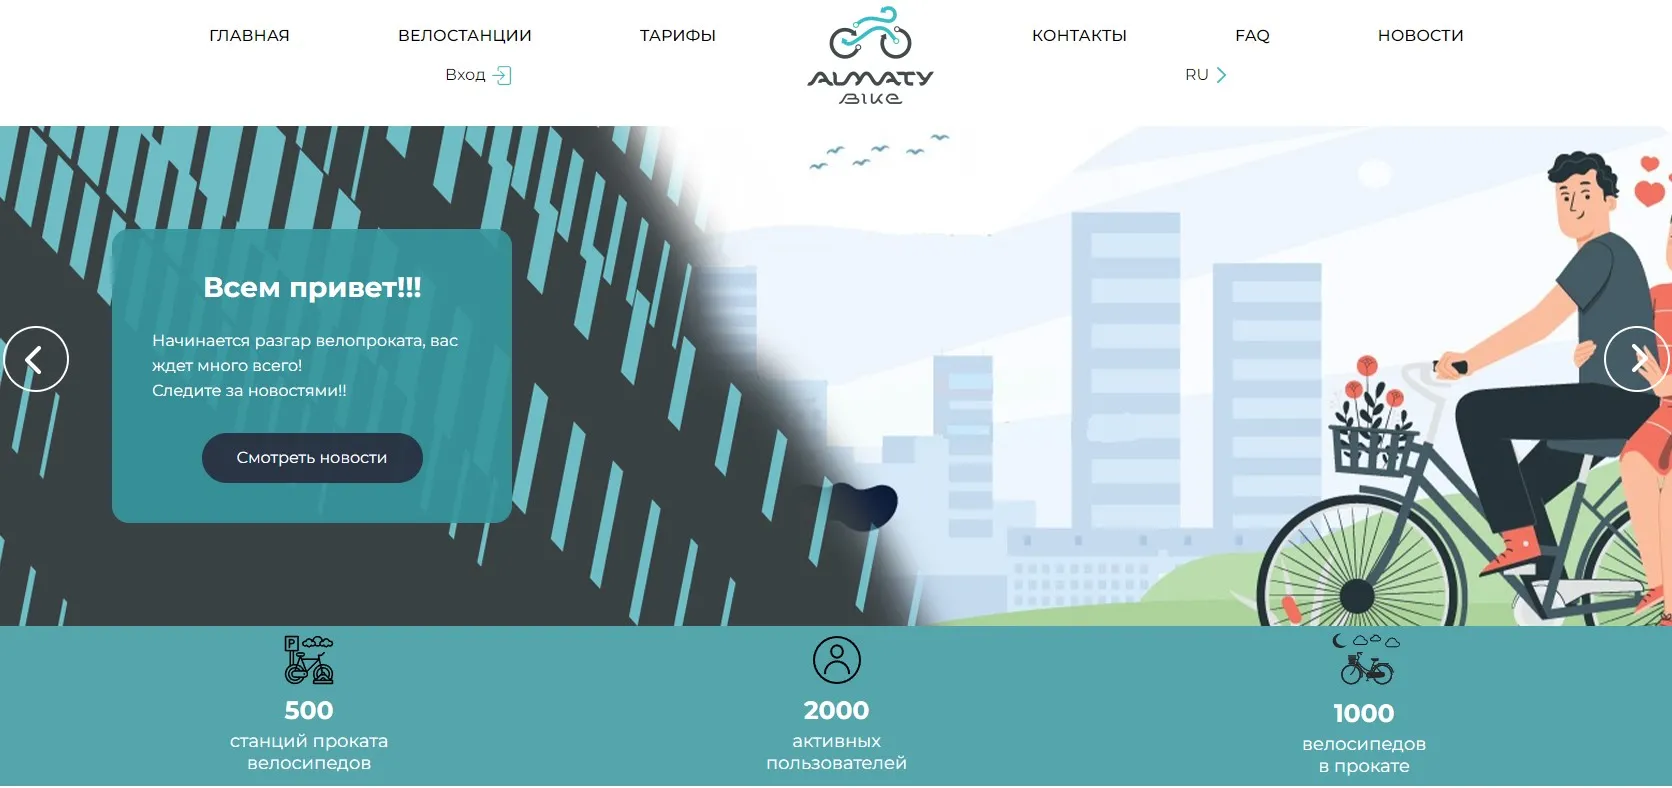 ГЛАВНАЯ
ВЕЛОСТАНЦИИ
ТАРИФЫ
КОНТАКТЫ
FAQ
НОВОСТИ
Вход
RU
ALMATY
BIKE
Всем привет!!!
Начинается разгар велопроката, вас
ждет много всего!
Следите за новостями!!
Смотреть новости
P
500
станций проката
велосипедов
2000
активных
пользователей
1000
велосипедов
в прокате